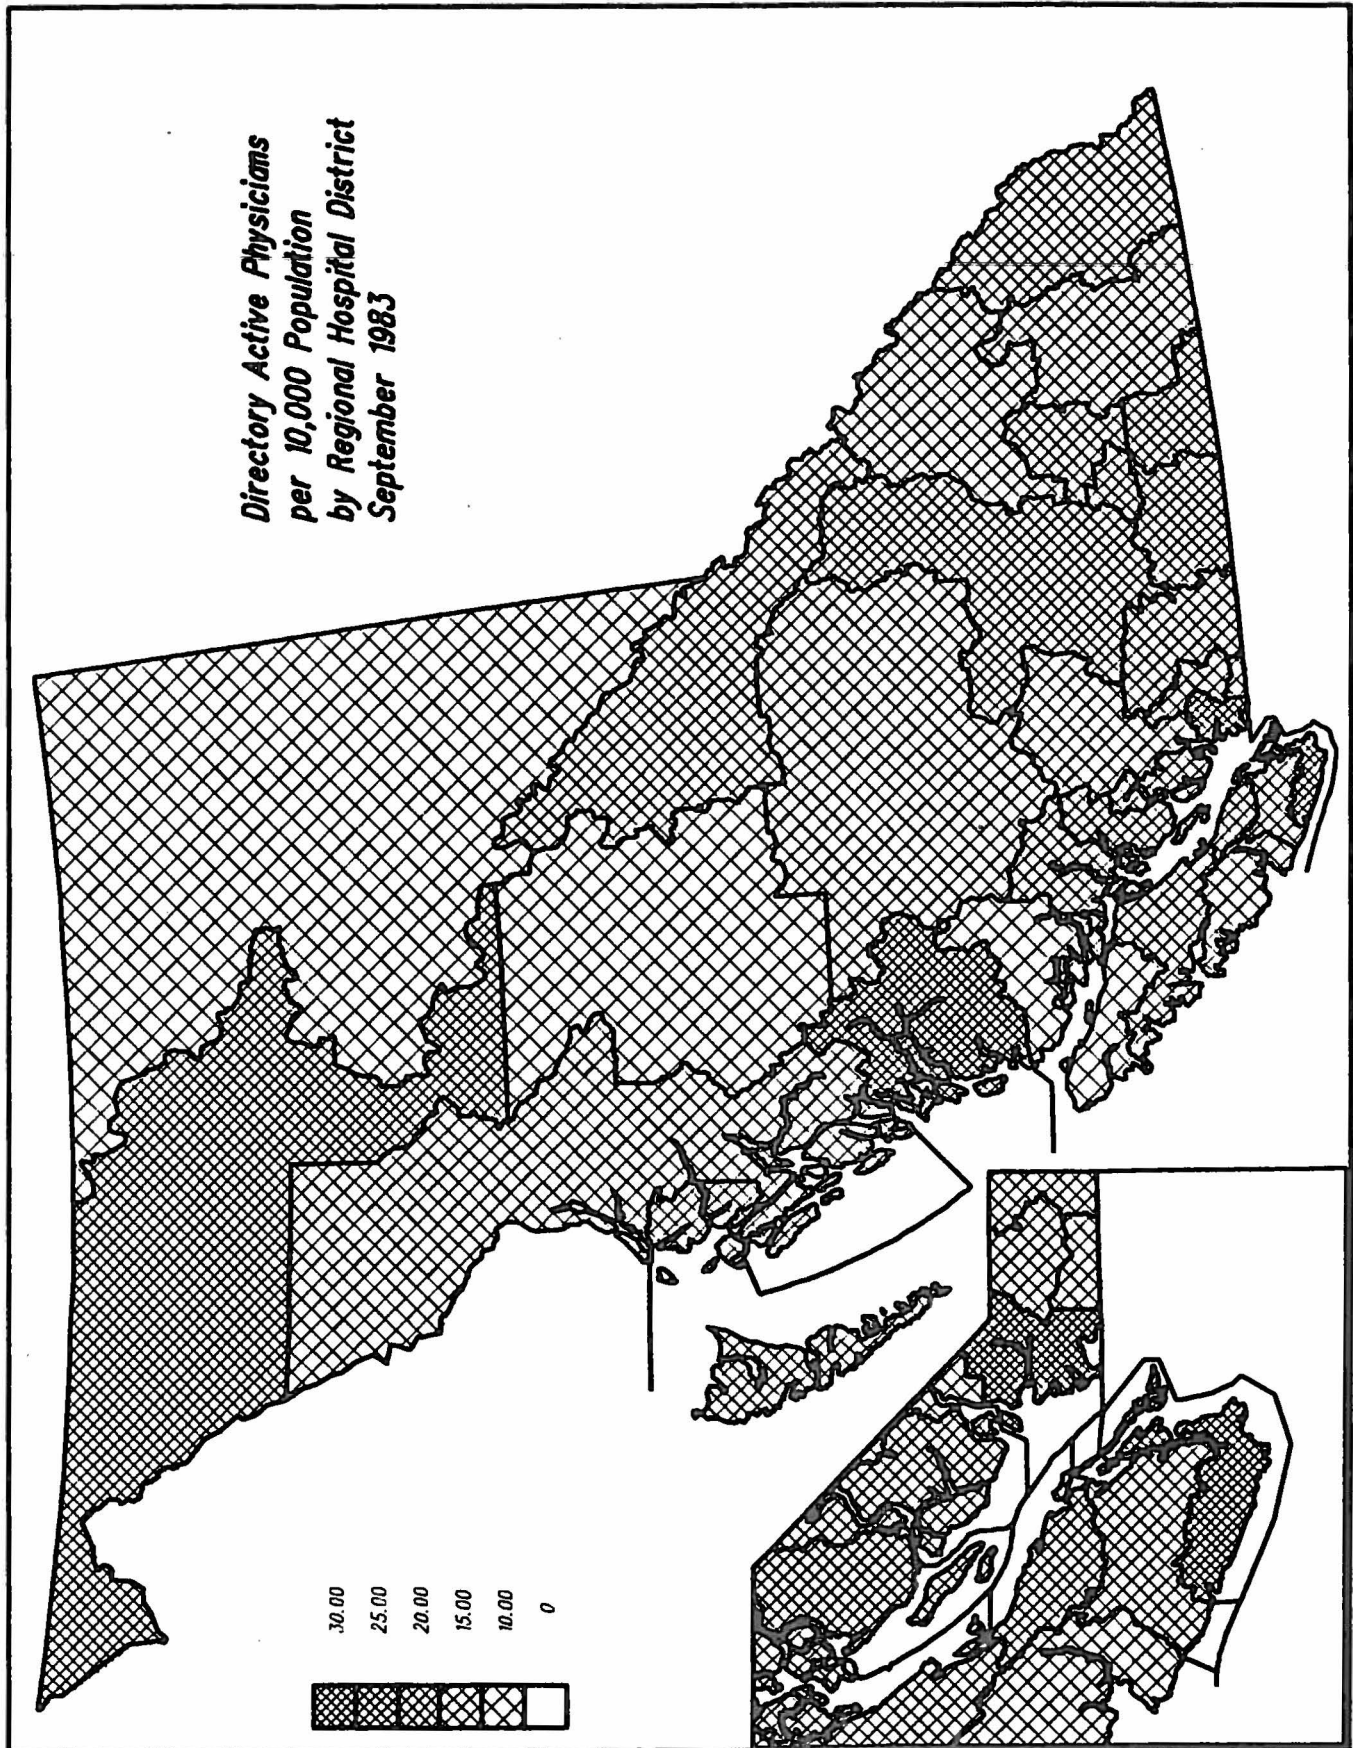 Directory Active Physicians
per 10,000 Population
by Regional Hospital District
September 1983
30.00
25.00
20.00
15.00
10.00
0